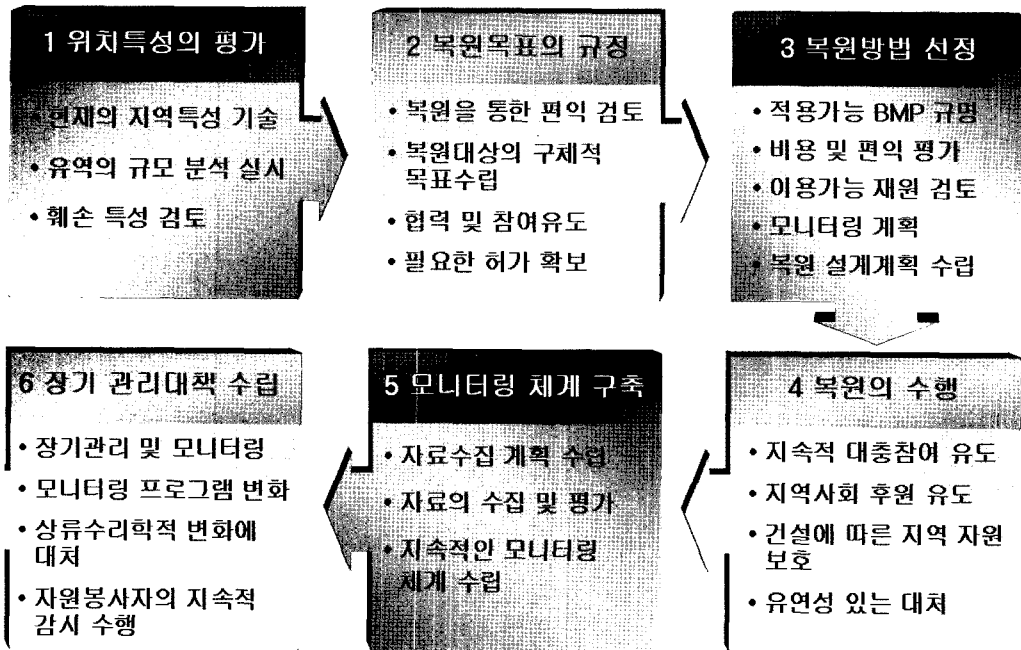 1 위치특성의 평가
• 현재의 지역특성 기술
• 유역의 규모 분석 실시
• 훼손 특성 검토
2 복원목표의 규정
• 복원을 통한 편익 검토
• 복원대상의 구체적
목표수립
• 협력 및 참여유도
• 필요한 허가 확보
3 복원방법 선정
• 적용가능 BMP 규명
• 비용 및 편익 평가
• 이용가능 재원 검토
• 모니터링 계획
• 복원 설계계획 수립
4 복원의 수행
• 지속적 대중참여 유도
• 지역사회 후원 유도
• 건설에 따른 지역 자원
보호
• 유연성 있는 대처
5 모니터링 체계 구축
• 자료수집 계획 수립
• 자료의 수집 및 평가
• 지속적인 모니터링
체계 수립
6 장기 관리대책 수립
• 장기관리 및 모니터링
• 모니터링 프로그램 변화
• 상류수리학적 변화에
대처
• 자원봉사자의 지속적
감시 수행